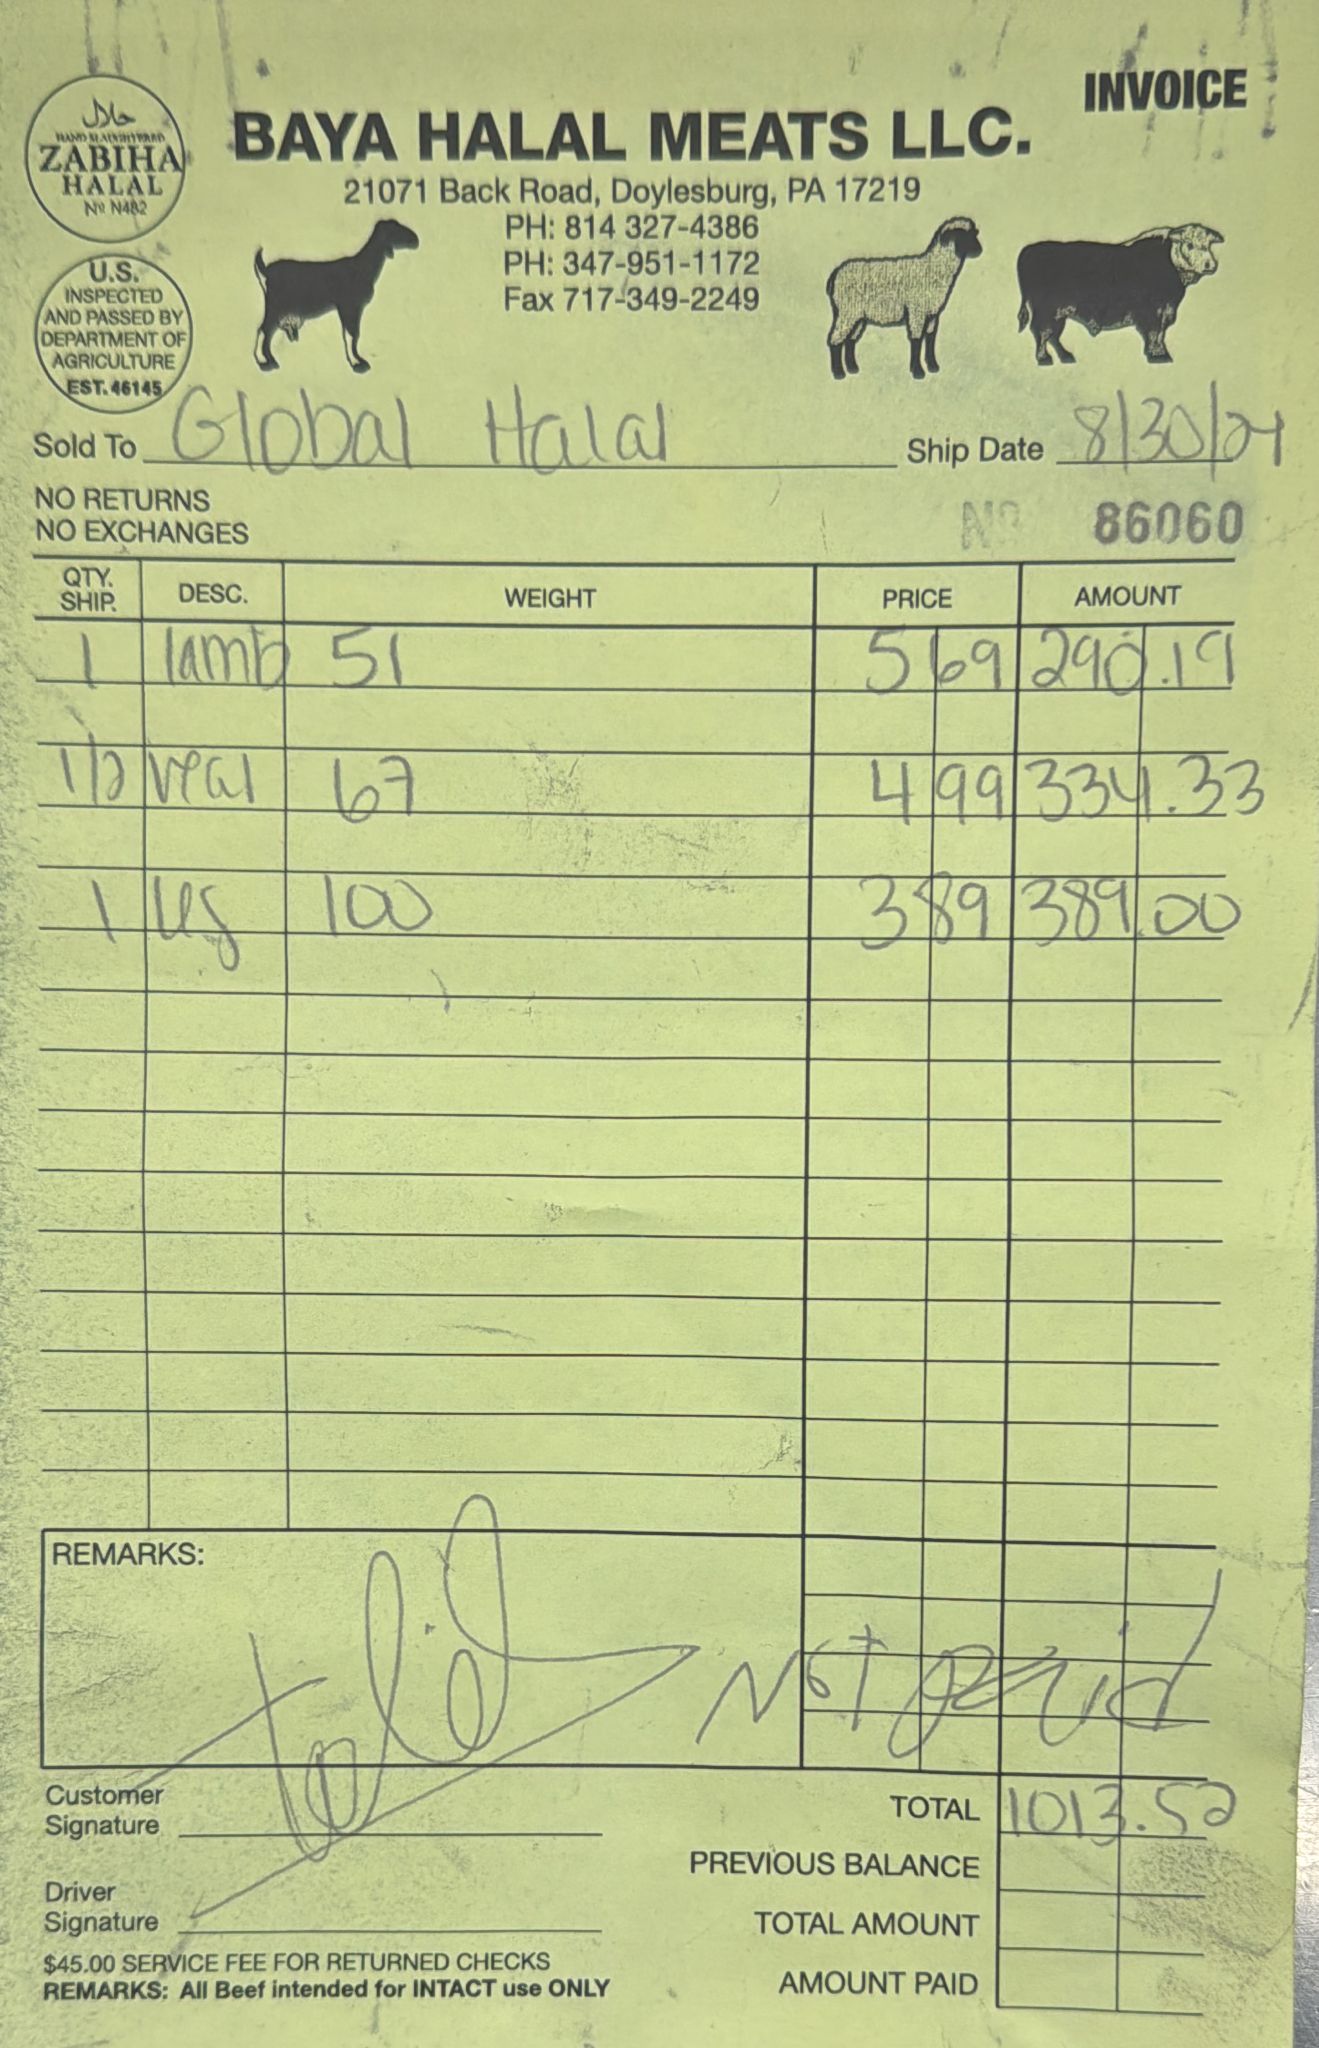 INVOICE
حلال
HAND SLAUGHTERED
ZABIHA
HALAL
Nº N482
BAYA HALAL MEATS LLC.
21071 Back Road, Doylesburg, PA 17219
PH: 814 327-4386
PH: 347-951-1172
Fax 717-349-2249
U.S.
INSPECTED
AND PASSED BY
DEPARTMENT OF
AGRICULTURE
EST. 46145
Sold To Global Halal Ship Date 8/30/24
NO RETURNS
NO EXCHANGES
Nº 86060
QTY. SHIP. DESC. WEIGHT PRICE AMOUNT
1 lamb 51 5 69 290.19
1/2 veal 67 4 99 334.33
1 leg 100 3 89 389.00
REMARKS:
Not paid
Customer
Signature
TOTAL 1013.52
PREVIOUS BALANCE
Driver
Signature
TOTAL AMOUNT
AMOUNT PAID
$45.00 SERVICE FEE FOR RETURNED CHECKS
REMARKS: All Beef intended for INTACT use ONLY